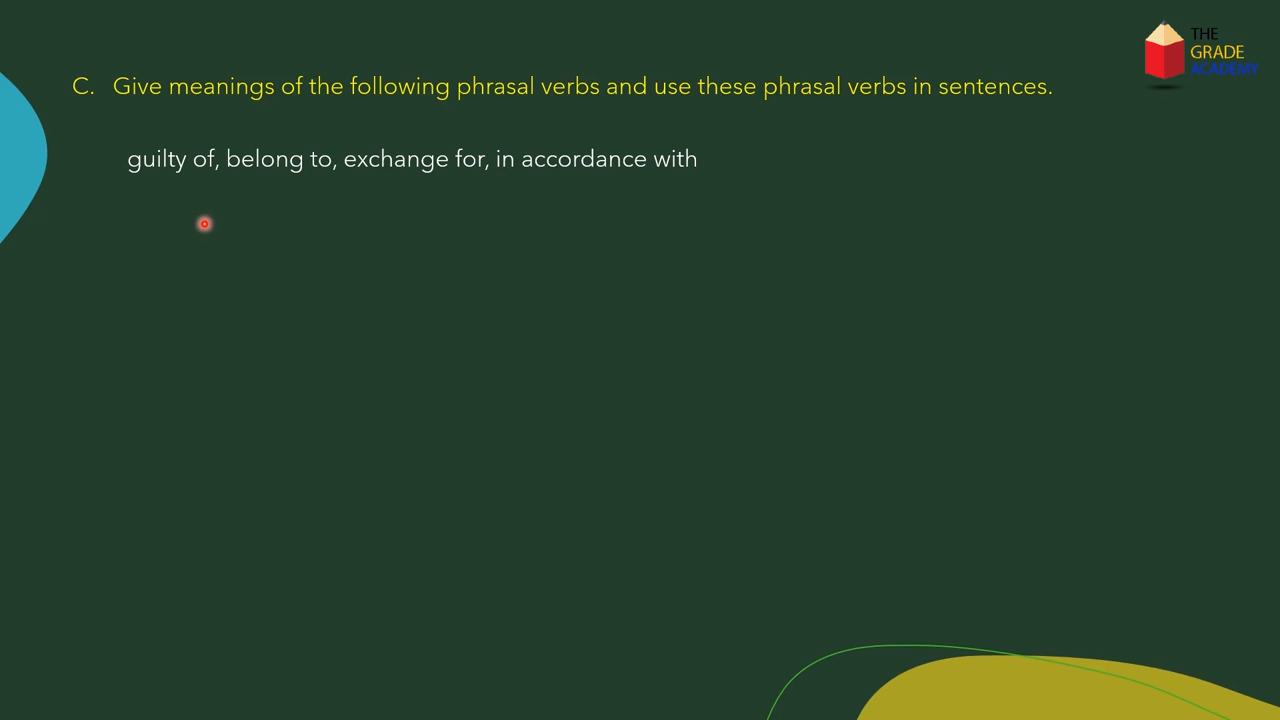 THE
GRADE
ACADEMY
C. Give meanings of the following phrasal verbs and use these phrasal verbs in sentences.
guilty of, belong to, exchange for, in accordance with